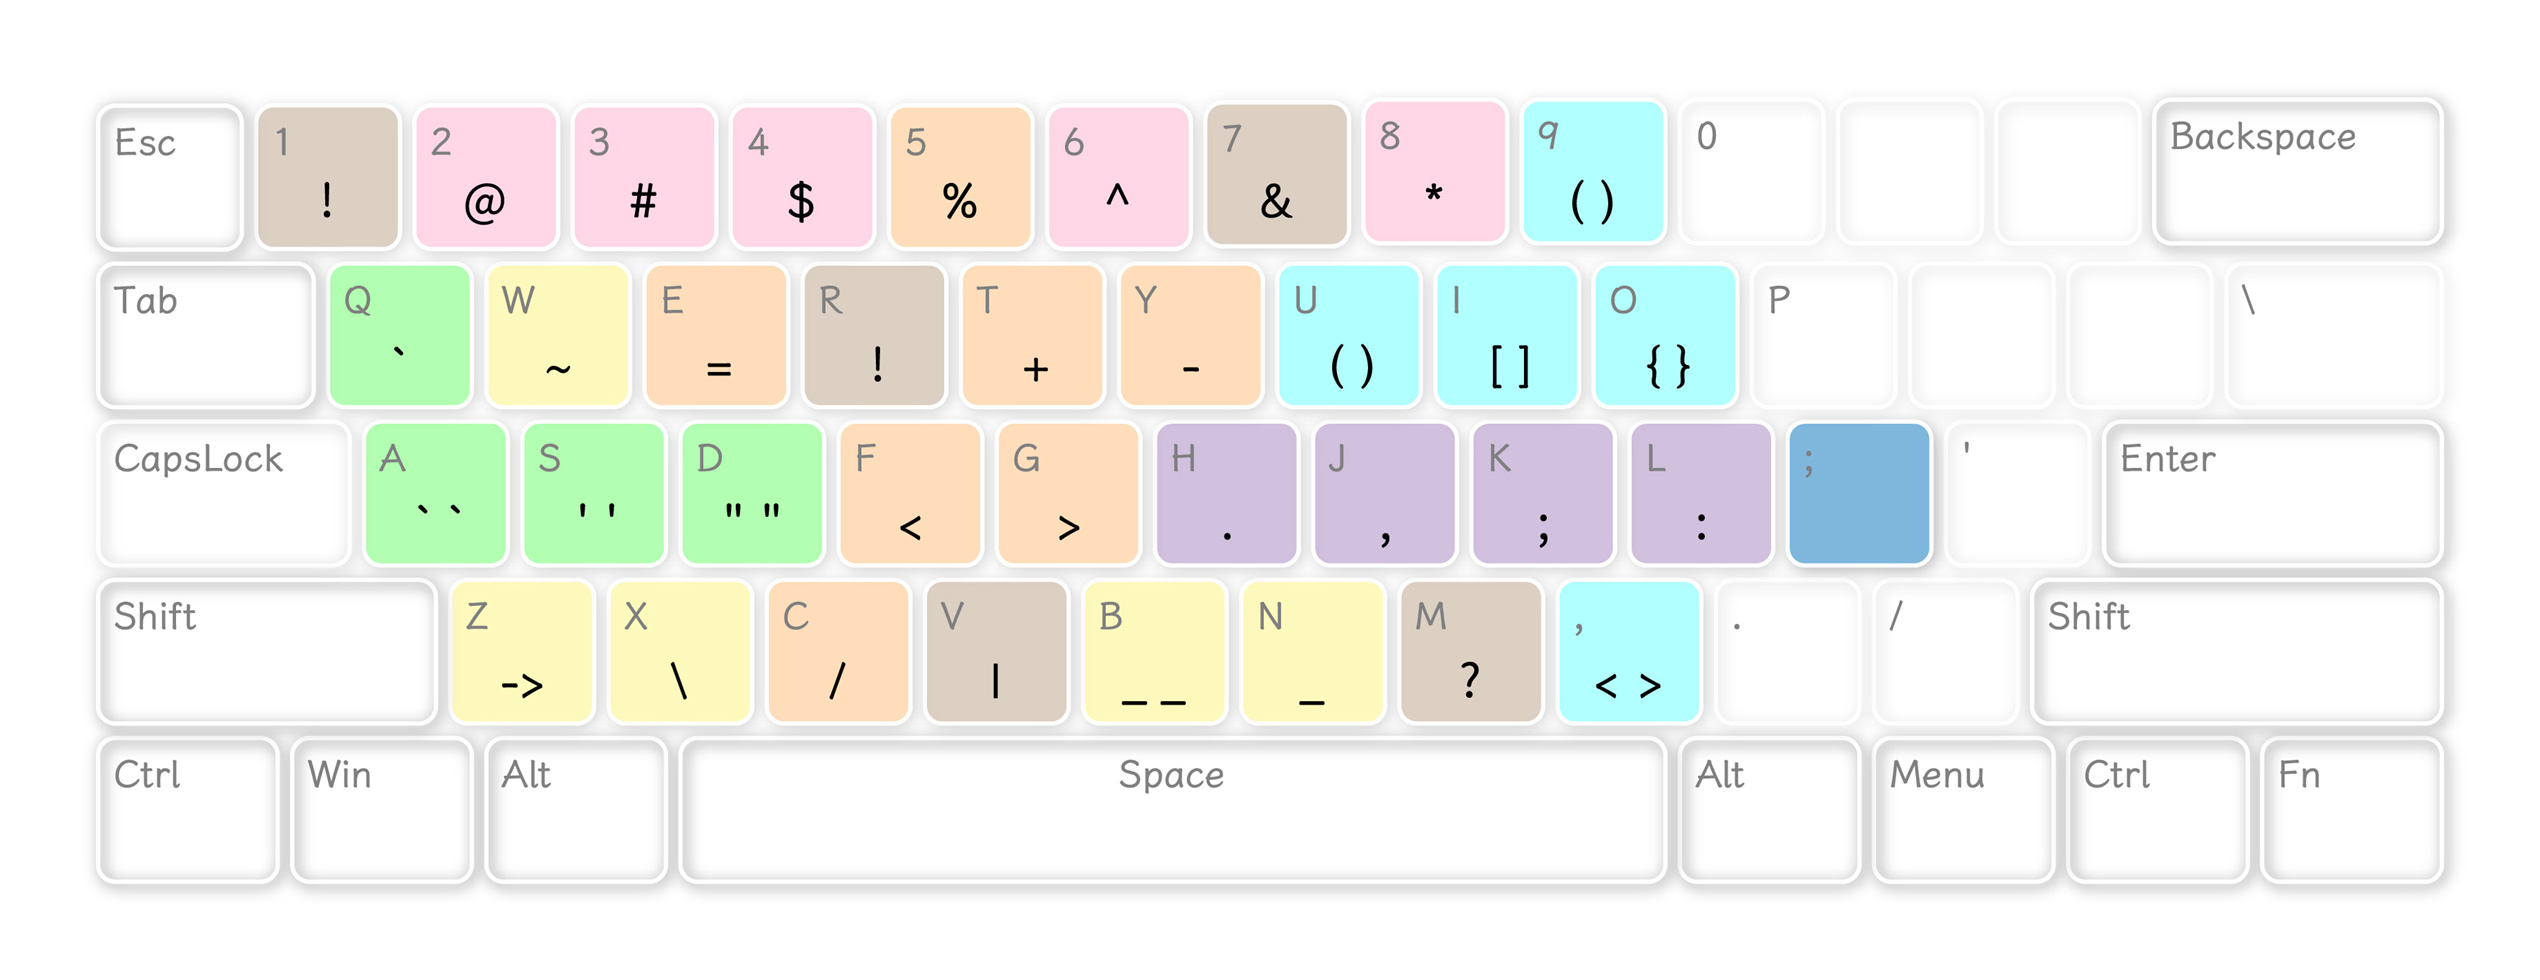 Esc 1 2 3 4 5 6 7 8 9 0 Backspace
! @ # $ % ^ & * ( )
Tab Q W E R T Y U I O P \
` ~ = ! + - ( ) [ ] { }
CapsLock A S D F G H J K L ; ' Enter
` ` ' ' " " < > . , ; :
Shift Z X C V B N M , . / Shift
-> \ / | _ _ _ ? < >
Ctrl Win Alt Space Alt Menu Ctrl Fn